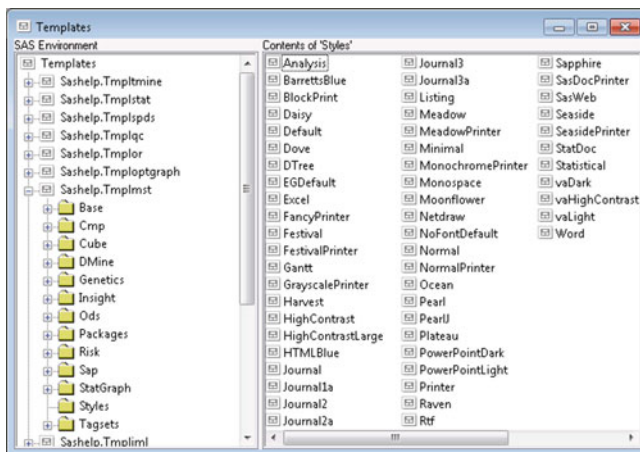 Templates
SAS Environment
Templates
Sashelp.Tmpltmine
Sashelp.Tmplstat
Sashelp.Tmplspds
Sashelp.Tmplqc
Sashelp.Tmplor
Sashelp.Tmploptgraph
Sashelp.Tmplmst
Base
Cmp
Cube
DMine
Genetics
Insight
Ods
Packages
Risk
Sap
StatGraph
Styles
Tagsets
Sashelp.Tmpliml
Contents of 'Styles'
Analysis
BarrettsBlue
BlockPrint
Daisy
Default
Dove
DTree
EGDefault
Excel
FancyPrinter
Festival
FestivalPrinter
Gantt
GrayscalePrinter
Harvest
HighContrast
HighContrastLarge
HTMLBlue
Journal
Journal1a
Journal2
Journal2a
Journal3
Journal3a
Listing
Meadow
MeadowPrinter
Minimal
MonochromePrinter
Monospace
Moonflower
Netdraw
NoFontDefault
Normal
NormalPrinter
Ocean
Pearl
PearlJ
Plateau
PowerPointDark
PowerPointLight
Printer
Raven
Rtf
Sapphire
SasDocPrinter
SasWeb
Seaside
SeasidePrinter
StatDoc
Statistical
vaDark
vaHighContrast
vaLight
Word